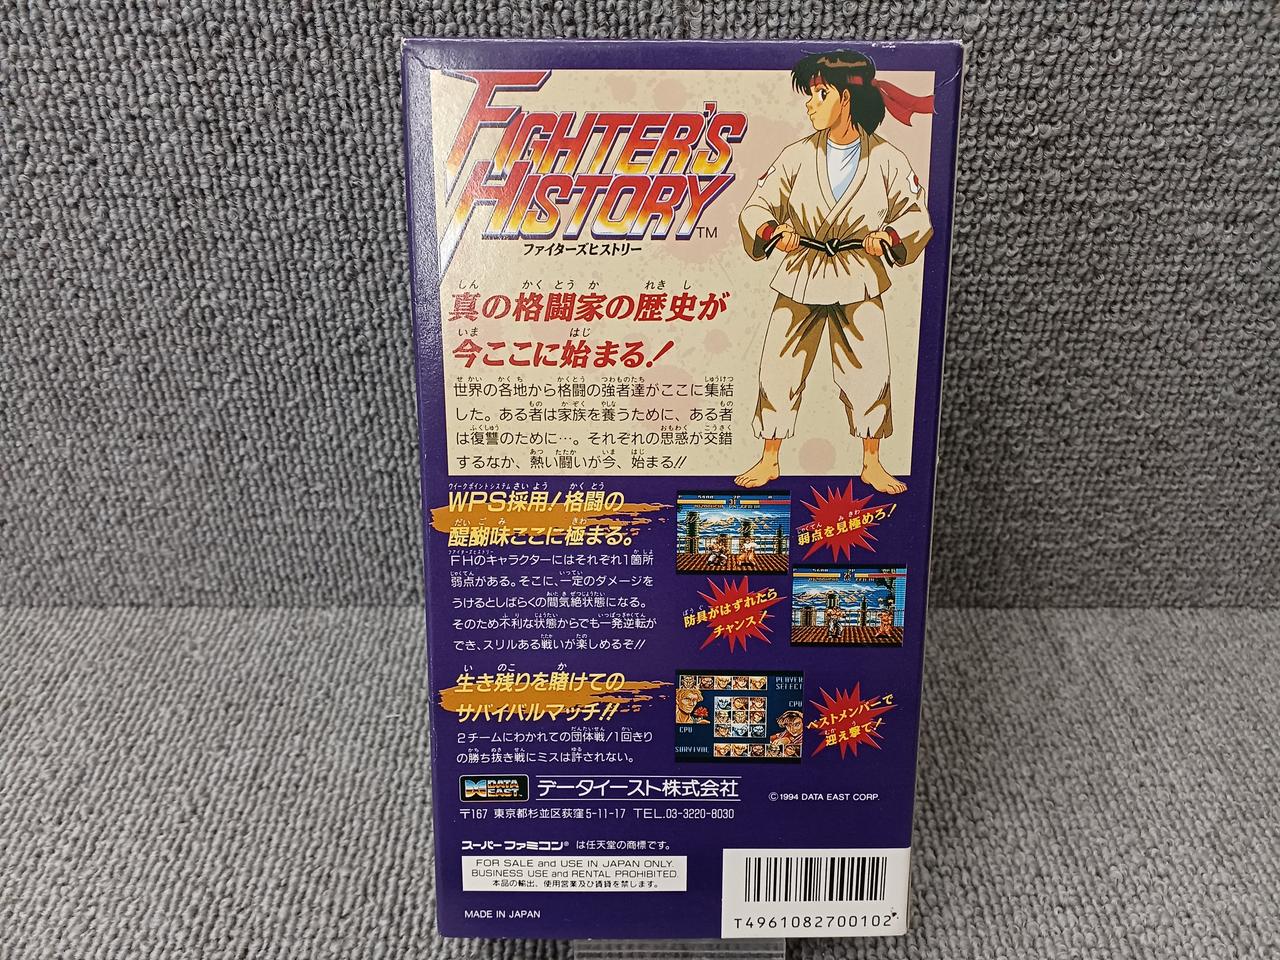 FIGHTER'S
HISTORY™
ファイターズヒストリー
真の格闘家の歴史が
今ここに始まる!
世界の各地から格闘の強者達がここに集結
した。ある者は家族を養うために、ある者
は復讐のために…。それぞれの思惑が交錯
するなか、熱い闘いが今、始まる!!
WPS採用!格闘の
醍醐味ここに極まる。
FHのキャラクターにはそれぞれ1箇所
弱点がある。そこに、一定のダメージを
うけるとしばらくの間気絶状態になる。
そのため不利な状態からでも一発逆転が
でき、スリルある戦いが楽しめるぞ!!
弱点を見極めろ!
防具がはずれたら
チャンス!
生き残りを賭けての
サバイバルマッチ!!
2チームにわかれての団体戦/1回きり
の勝ち抜き戦にミスは許されない。
PLAYER
SELECT
CPU
CPU
SURVIVAL
ベストメンバーで
迎え撃て!
DATA
EAST
データイースト株式会社
©1994 DATA EAST CORP.
〒167 東京都杉並区荻窪5-11-17 TEL.03-3220-8030
スーパーファミコン® は任天堂の商標です。
FOR SALE and USE IN JAPAN ONLY.
BUSINESS USE and RENTAL PROHIBITED.
本品の輸出、使用営業及び賃貸を禁じます。
MADE IN JAPAN
T4961082700102